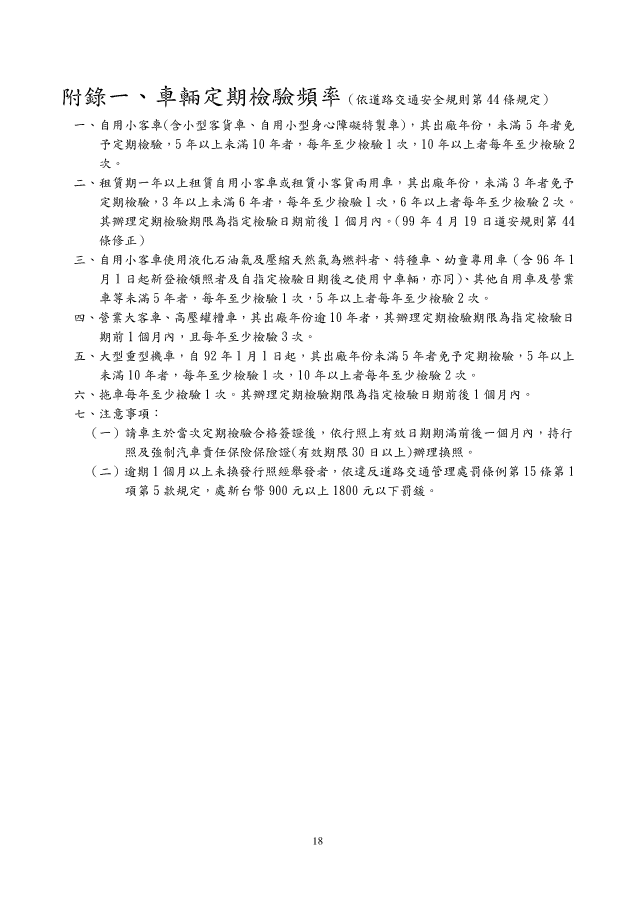 附錄一、車輛定期檢驗頻率（依道路交通安全規則第 44 條規定）
一、自用小客車(含小型客貨車、自用小型身心障礙特製車)，其出廠年份，未滿 5 年者免
予定期檢驗，5 年以上未滿 10 年者，每年至少檢驗 1 次，10 年以上者每年至少檢驗 2
次。
二、租賃期一年以上租賃自用小客車或租賃小客貨兩用車，其出廠年份，未滿 3 年者免予
定期檢驗，3 年以上未滿 6 年者，每年至少檢驗 1 次，6 年以上者每年至少檢驗 2 次。
其辦理定期檢驗期限為指定檢驗日期前後 1 個月內。（99 年 4 月 19 日道安規則第 44
條修正）
三、自用小客車使用液化石油氣及壓縮天然氣為燃料者、特種車、幼童專用車（含 96 年 1
月 1 日起新登檢領照者及自指定檢驗日期後之使用中車輛，亦同）、其他自用車及營業
車等未滿 5 年者，每年至少檢驗 1 次，5 年以上者每年至少檢驗 2 次。
四、營業大客車、高壓罐槽車，其出廠年份逾 10 年者，其辦理定期檢驗期限為指定檢驗日
期前 1 個月內，且每年至少檢驗 3 次。
五、大型重型機車，自 92 年 1 月 1 日起，其出廠年份未滿 5 年者免予定期檢驗，5 年以上
未滿 10 年者，每年至少檢驗 1 次，10 年以上者每年至少檢驗 2 次。
六、拖車每年至少檢驗 1 次。其辦理定期檢驗期限為指定檢驗日期前後 1 個月內。
七、注意事項：
（一）請車主於當次定期檢驗合格簽證後，依行照上有效日期期滿前後一個月內，持行
照及強制汽車責任保險保險證(有效期限 30 日以上)辦理換照。
（二）逾期 1 個月以上未換發行照經舉發者，依違反道路交通管理處罰條例第 15 條第 1
項第 5 款規定，處新台幣 900 元以上 1800 元以下罰鍰。
18